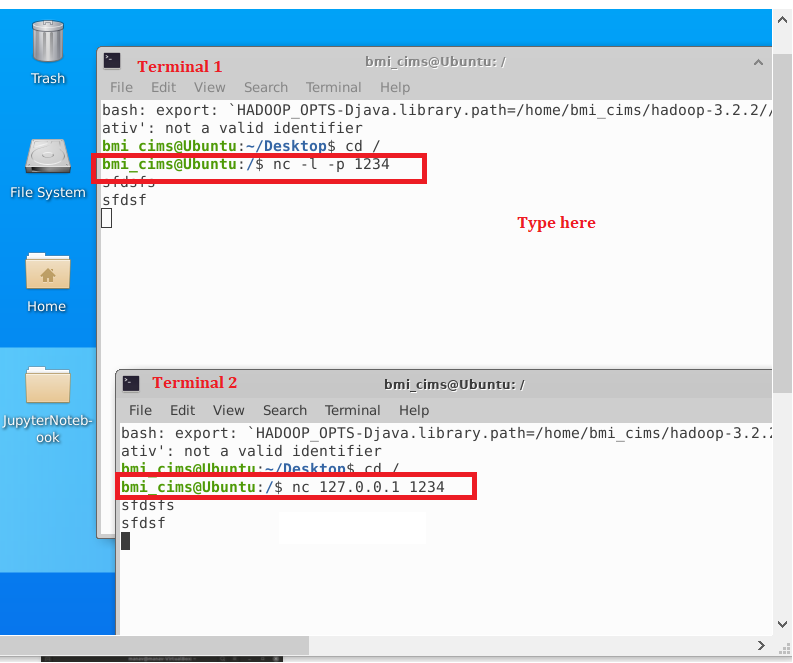 Trash
File System
Home
JupyterNoteb-
ook
Terminal 1
bmi_cims@Ubuntu: /
File Edit View Search Terminal Help
bash: export: `HADOOP_OPTS-Djava.library.path=/home/bmi_cims/hadoop-3.2.2//
ativ': not a valid identifier
bmi_cims@Ubuntu:~/Desktop$ cd /
bmi_cims@Ubuntu:/$ nc -l -p 1234
sfdsfs
sfdsf
Type here
Terminal 2
bmi_cims@Ubuntu: /
File Edit View Search Terminal Help
bash: export: `HADOOP_OPTS-Djava.library.path=/home/bmi_cims/hadoop-3.2.2
ativ': not a valid identifier
bmi_cims@Ubuntu:~/Desktop$ cd /
bmi_cims@Ubuntu:/$ nc 127.0.0.1 1234
sfdsfs
sfdsf